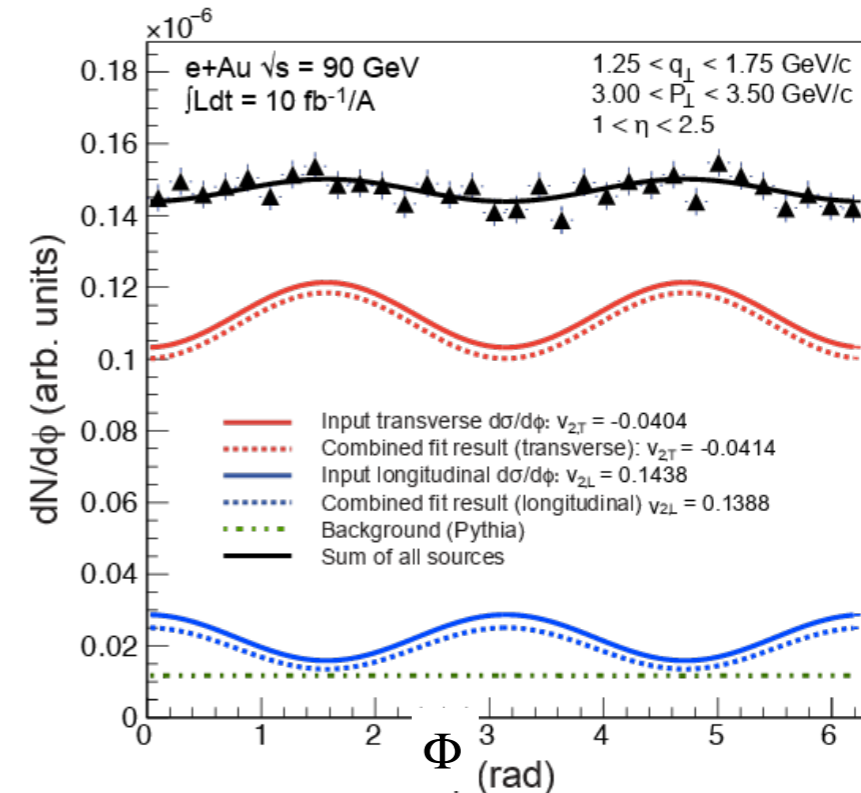 ×10⁻⁶
e+Au √s = 90 GeV
∫Ldt = 10 fb⁻¹/A
1.25 < q⊥ < 1.75 GeV/c
3.00 < P⊥ < 3.50 GeV/c
1 < η < 2.5
dN/dϕ (arb. units)
0.18
0.16
0.14
0.12
0.1
0.08
0.06
0.04
0.02
0
Input transverse dσ/dϕ: v₂,T = -0.0404
Combined fit result (transverse): v₂,T = -0.0414
Input longitudinal dσ/dϕ: v₂,L = 0.1438
Combined fit result (longitudinal) v₂,L = 0.1388
Background (Pythia)
Sum of all sources
0 1 2 3 4 5 6
Φ (rad)